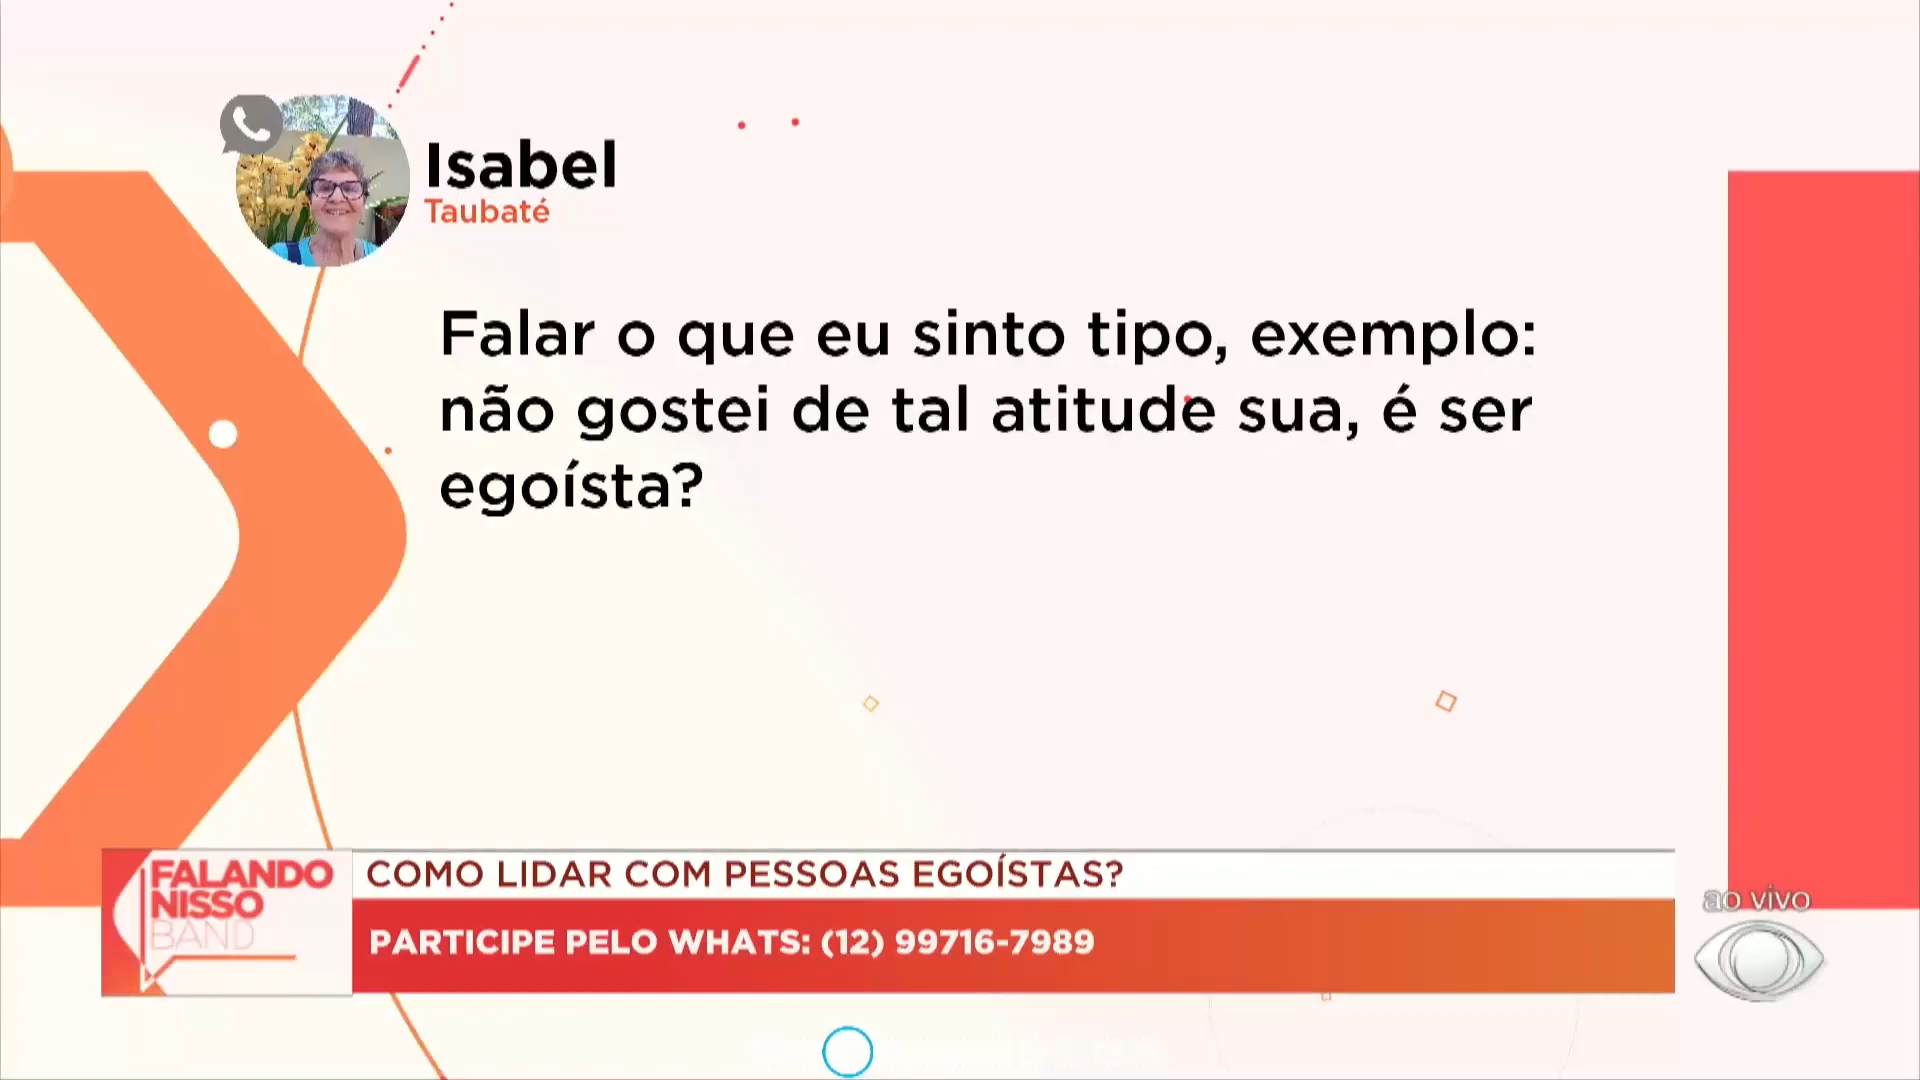 Isabel
Taubaté
Falar o que eu sinto tipo, exemplo:
não gostei de tal atitude sua, é ser
egoísta?
FALANDO
NISSO
BAND
COMO LIDAR COM PESSOAS EGOÍSTAS?
PARTICIPE PELO WHATS: (12) 99716-7989
ao vivo